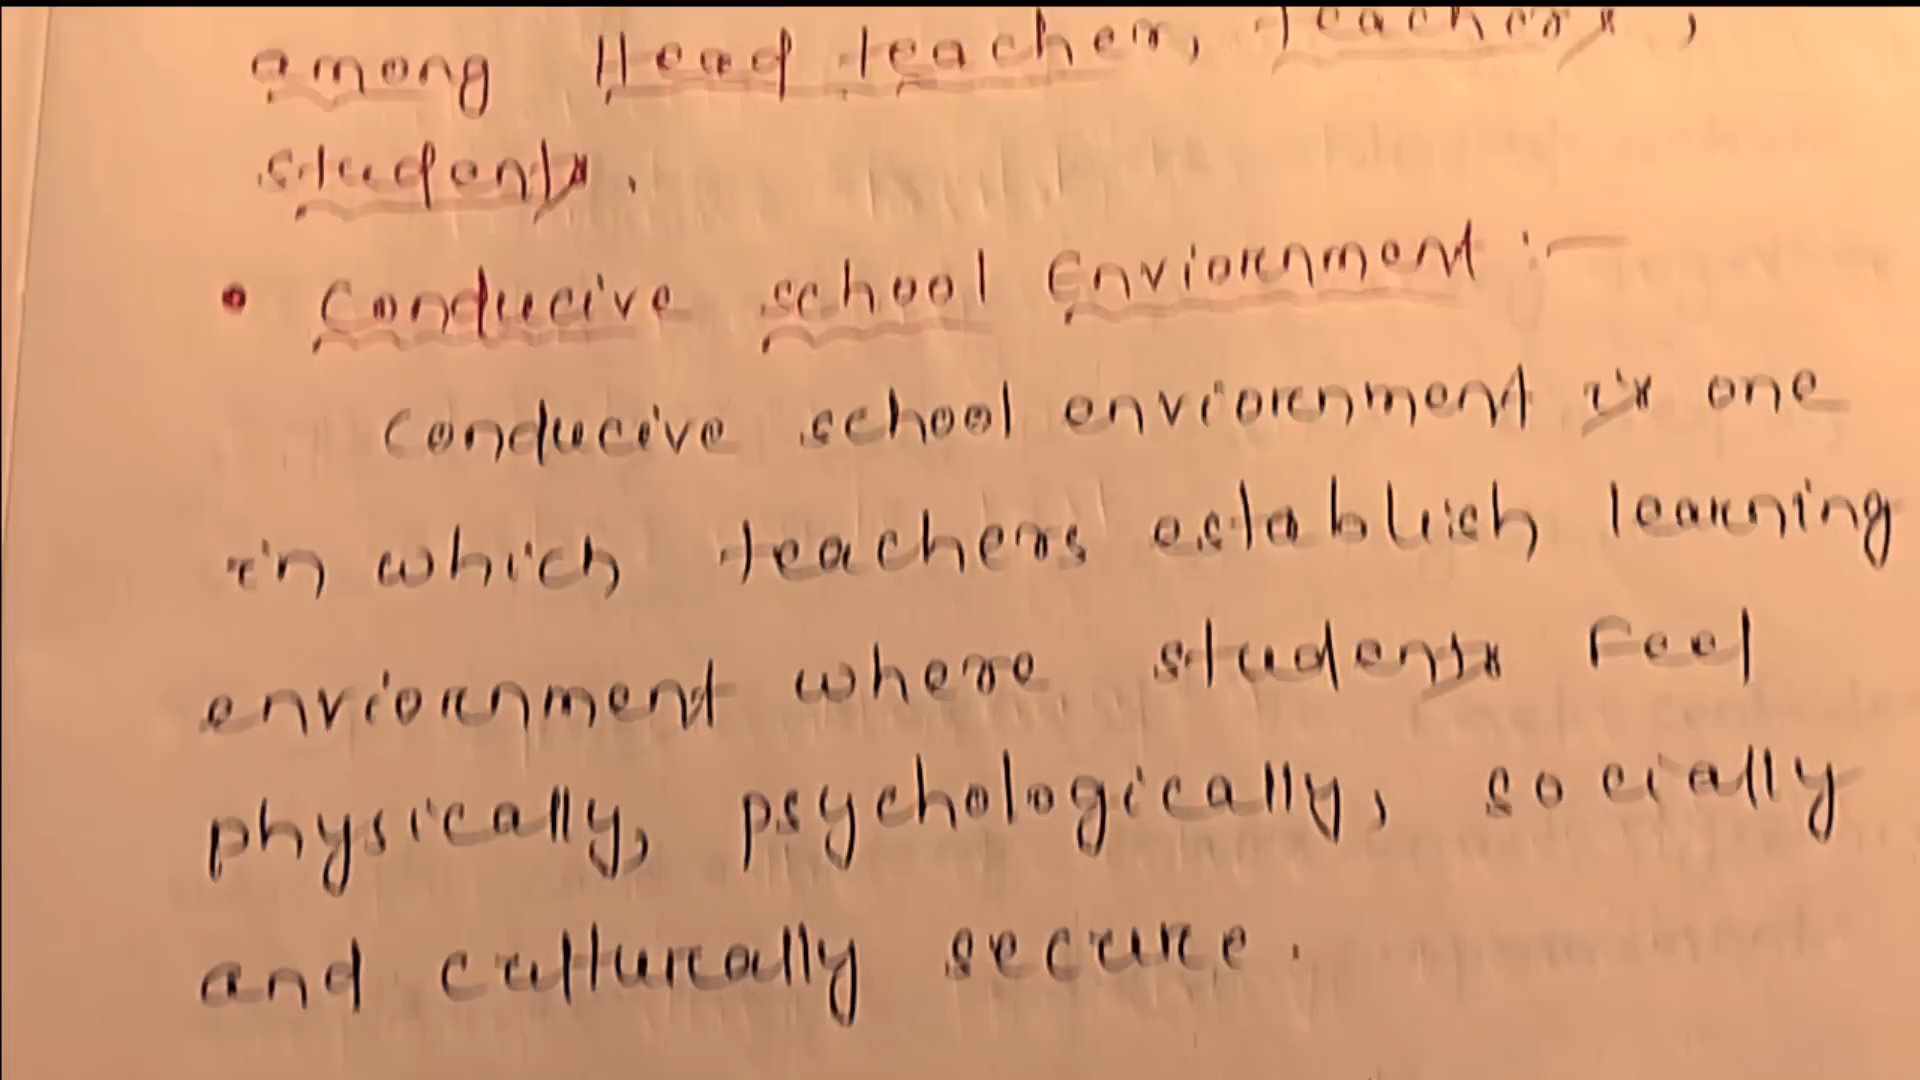 among Head teacher, teachers,
students.
• Conducive school Enviornment :-
Conducive school enviornment is one
in which teachers establish learning
enviornment where students Feel
physically, psychologically, socially
and culturally secure.